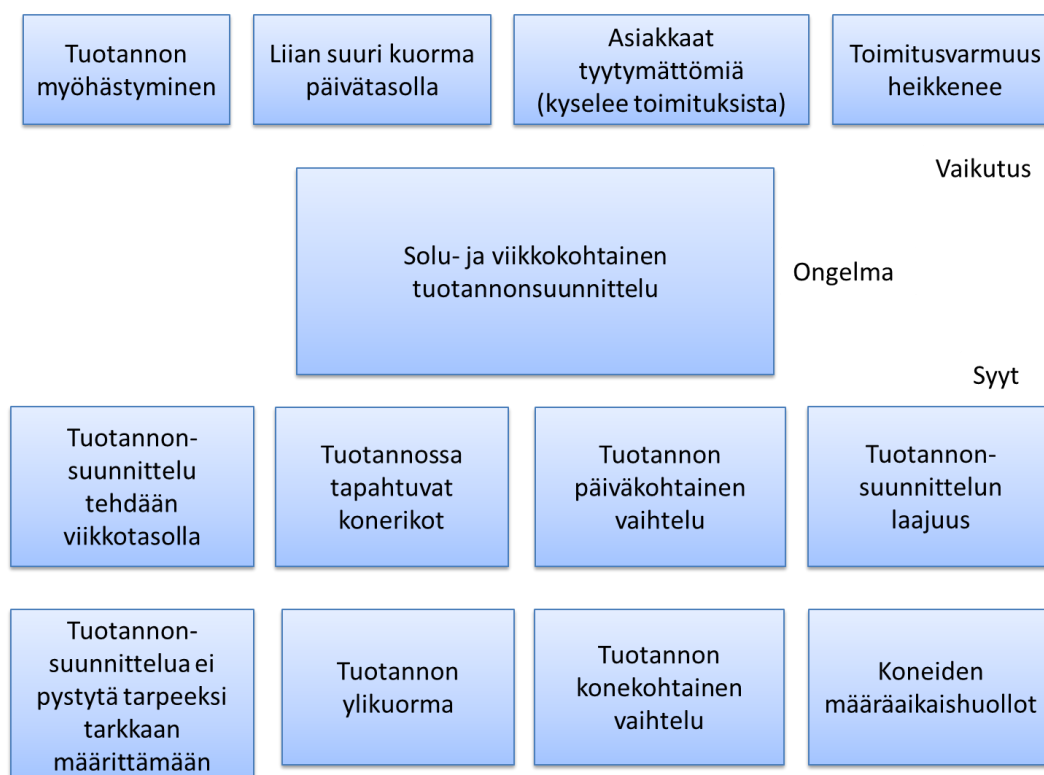 Tuotannon
myöhästyminen
Liian suuri kuorma
päivätasolla
Asiakkaat
tyytymättömiä
(kyselee toimituksista)
Toimitusvarmuus
heikkenee
Vaikutus
Solu- ja viikkokohtainen
tuotannonsuunnittelu
Ongelma
Syyt
Tuotannon-
suunnittelu
tehdään
viikkotasolla
Tuotannossa
tapahtuvat
konerikot
Tuotannon
päiväkohtainen
vaihtelu
Tuotannon-
suunnittelun
laajuus
Tuotannon-
suunnittelua ei
pystytä tarpeeksi
tarkkaan
määrittämään
Tuotannon
ylikuorma
Tuotannon
konekohtainen
vaihtelu
Koneiden
määräaikaishuollot